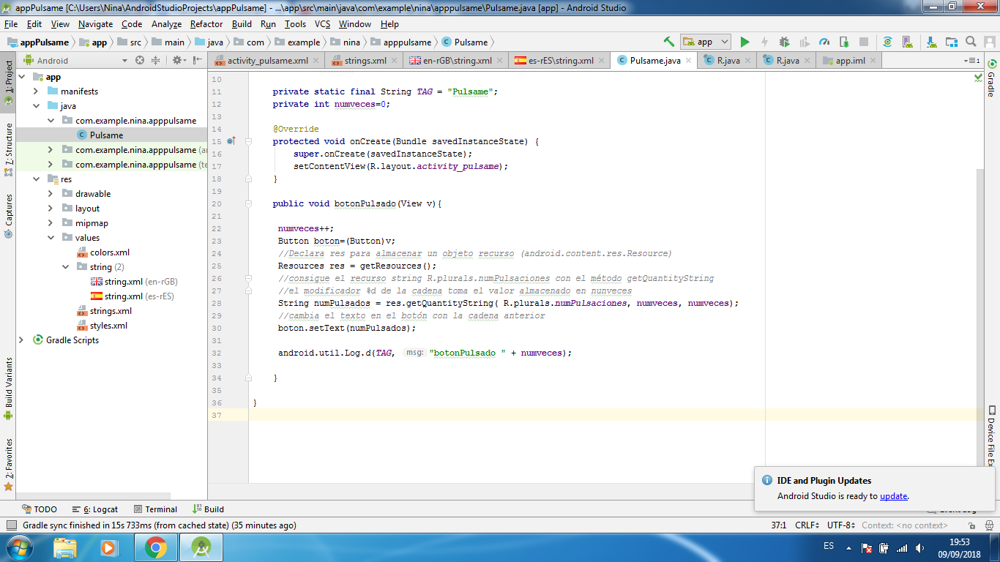 appPulsame [C:\Users\Nina\AndroidStudioProjects\appPulsame] - ...\app\src\main\java\com\example\nina\apppulsame\Pulsame.java [app] - Android Studio
File Edit View Navigate Code Analyze Refactor Build Run Tools VCS Window Help
appPulsame app src main java com example nina apppulsame Pulsame app
Android activity_pulsame.xml strings.xml en-rGB\string.xml es-rES\string.xml Pulsame.java R.java R.java app.iml 1
1: Project
7: Structure
Captures
Build Variants
2: Favorites
app
manifests
java
com.example.nina.apppulsame
Pulsame
com.example.nina.apppulsame (
com.example.nina.apppulsame (te
res
drawable
layout
mipmap
values
colors.xml
string (2)
string.xml (en-rGB)
string.xml (es-rES)
strings.xml
styles.xml
Gradle Scripts
10
11 private static final String TAG = "Pulsame";
12 private int numveces=0;
13
14 @Override
15 protected void onCreate(Bundle savedInstanceState) {
16 super.onCreate(savedInstanceState);
17 setContentView(R.layout.activity_pulsame);
18 }
19
20 public void botonPulsado(View v){
21
22 numveces++;
23 Button boton=(Button)v;
24 //Declara res para almacenar un objeto recurso (android.content.res.Resource)
25 Resources res = getResources();
26 //consigue el recurso string R.plurals.numPulsaciones con el método getQuantityString
27 //el modificador %d de la cadena toma el valor almacenado en nunveces
28 String numPulsados = res.getQuantityString( R.plurals.numPulsaciones, numveces, numveces);
29 //cambia el texto en el botón con la cadena anterior
30 boton.setText(numPulsados);
31
32 android.util.Log.d(TAG, msg: "botonPulsado " + numveces);
33
34 }
35
36 }
37
Gradle
Device File Ex
IDE and Plugin Updates
Android Studio is ready to update.
TODO 6: Logcat Terminal Build
Gradle sync finished in 15s 733ms (from cached state) (35 minutes ago) 37:1 CRLF UTF-8 Context: <no context>
ES 19:53
09/09/2018